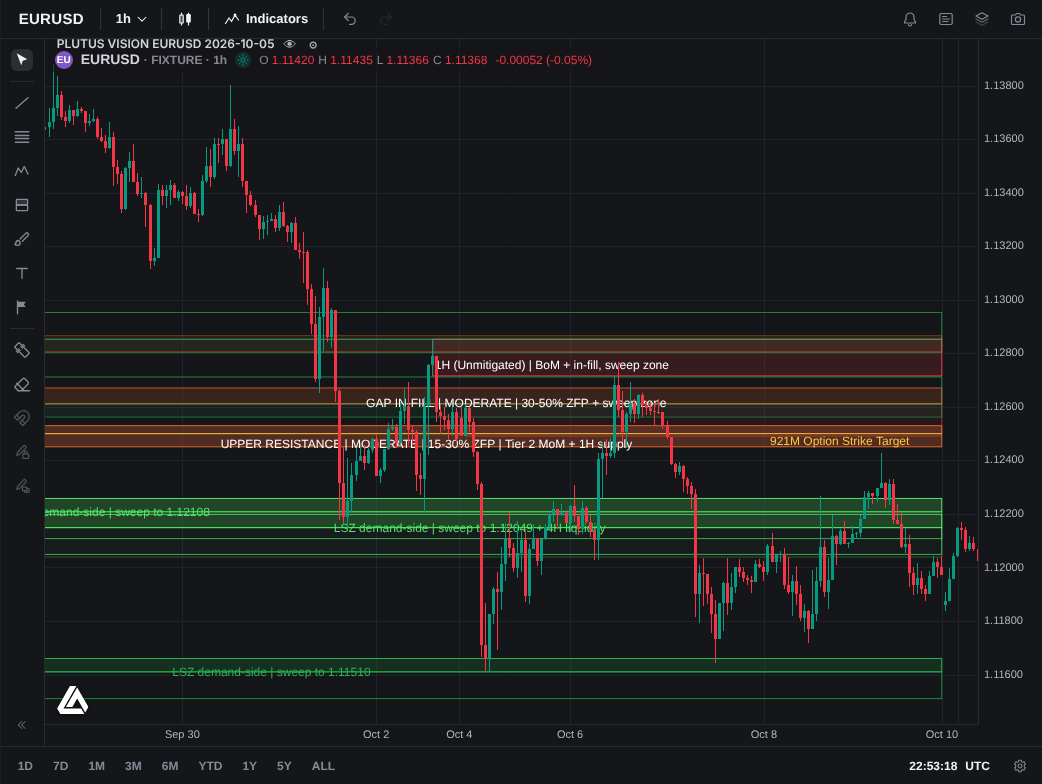 EURUSD 1h Indicators
PLUTUS VISION EURUSD 2026-10-05
EU EURUSD · FIXTURE · 1h O 1.11420 H 1.11435 L 1.11366 C 1.11368 -0.00052 (-0.05%)
1.13800
1.13600
1.13400
1.13200
1.13000
1.12800
LH (Unmitigated) | BoM + in-fill, sweep zone
GAP IN-FILL | MODERATE | 30-50% ZFP + sweep zone
1.12600
UPPER RESISTANCE | MODERATE | 15-30% ZFP | Tier 2 MoM + 1H supply
921M Option Strike Target
1.12400
emand-side | sweep to 1.12108
1.12200
LSZ demand-side | sweep to 1.12049 + 4H liquidity
1.12000
1.11800
LSZ demand-side | sweep to 1.11510
1.11600
Sep 30 Oct 2 Oct 4 Oct 6 Oct 8 Oct 10
1D 7D 1M 3M 6M YTD 1Y 5Y ALL 22:53:18 UTC